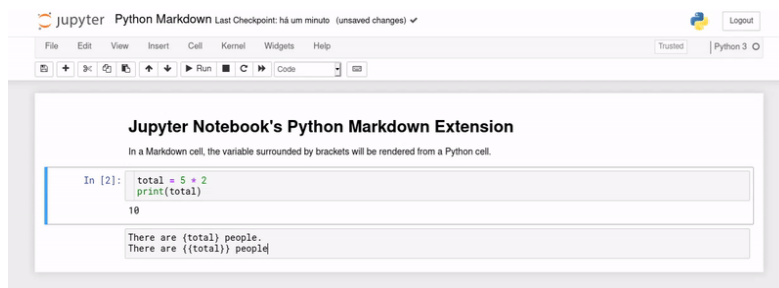 jupyter Python Markdown Last Checkpoint: há um minuto (unsaved changes)
Logout
File Edit View Insert Cell Kernel Widgets Help
Trusted Python 3
Run Code
Jupyter Notebook's Python Markdown Extension
In a Markdown cell, the variable surrounded by brackets will be rendered from a Python cell.
In [2]: total = 5 * 2
print(total)
10
There are {total} people.
There are {{total}} people